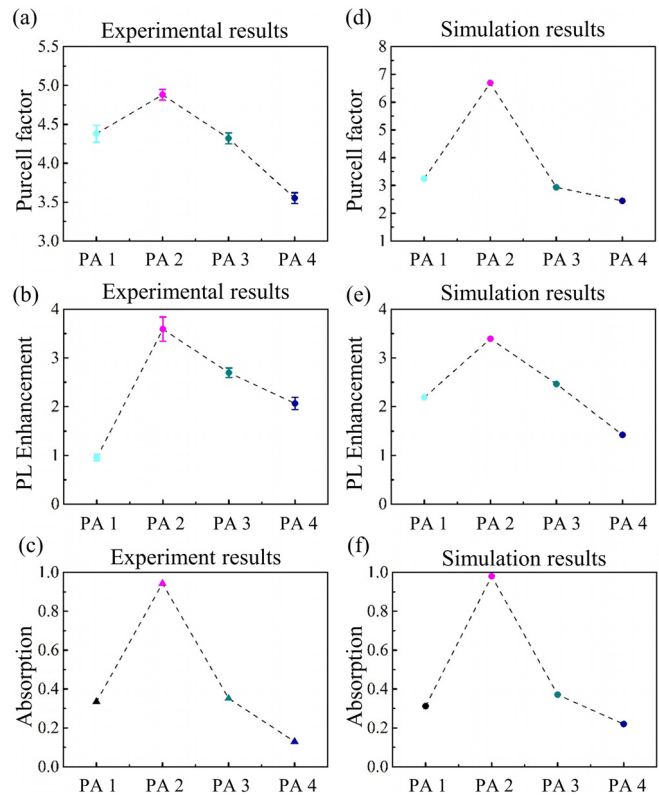 (a)
Experimental results
5.5
5.0
4.5
4.0
3.5
3.0
Purcell factor
PA 1 PA 2 PA 3 PA 4
(d)
Simulation results
8
7
6
5
4
3
2
1
Purcell factor
PA 1 PA 2 PA 3 PA 4
(b)
Experimental results
4
3
2
1
0
PL Enhancement
PA 1 PA 2 PA 3 PA 4
(e)
Simulation results
4
3
2
1
0
PL Enhancement
PA 1 PA 2 PA 3 PA 4
(c)
Experiment results
1.0
0.8
0.6
0.4
0.2
0.0
Absorption
PA 1 PA 2 PA 3 PA 4
(f)
Simulation results
1.0
0.8
0.6
0.4
0.2
0.0
Absorption
PA 1 PA 2 PA 3 PA 4